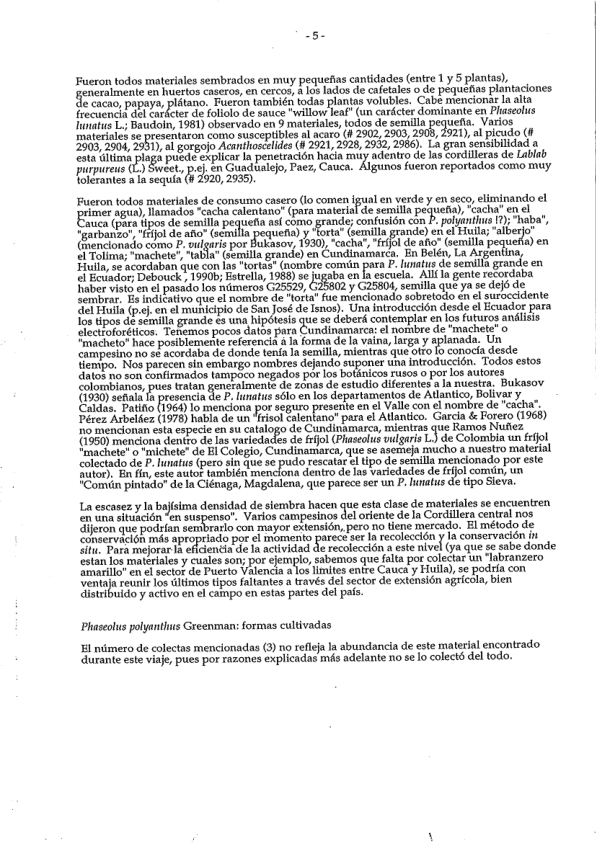 - 5 -
Fueron todos materiales sembrados en muy pequeñas cantidades (entre 1 y 5 plantas),
generalmente en huertos caseros, en cercos, a los lados de cafetales o de pequeñas plantaciones
de cacao, papaya, plátano. Fueron también todas plantas volubles. Cabe mencionar la alta
frecuencia del carácter de foliolo de sauce "willow leaf" (un carácter dominante en Phaseolus
lunatus L.; Baudoin, 1981) observado en 9 materiales, todos de semilla pequeña. Varios
materiales se presentaron como susceptibles al acaro (# 2902, 2903, 2908, 2921), al picudo (#
2903, 2904, 2931), al gorgojo Acanthoscelides (# 2921, 2928, 2932, 2986). La gran sensibilidad a
esta última plaga puede explicar la penetración hacia muy adentro de las cordilleras de Lablab
purpureus (L.) Sweet., p.ej. en Guadualejo, Paez, Cauca. Algunos fueron reportados como muy
tolerantes a la sequía (# 2920, 2935).
Fueron todos materiales de consumo casero (lo comen igual en verde y en seco, eliminando el
primer agua), llamados "cacha calentano" (para material de semilla pequeña), "cacha" en el
Cauca (para tipos de semilla pequeña así como grande; confusión con P. polyanthus !?); "haba",
"garbanzo", "fríjol de año" (semilla pequeña) y "torta" (semilla grande) en el Huila; "alberjo"
(mencionado como P. vulgaris por Bukasov, 1930), "cacha", "fríjol de año" (semilla pequeña) en
el Tolima; "machete", "tabla" (semilla grande) en Cundinamarca. En Belén, La Argentina,
Huila, se acordaban que con las "tortas" (nombre común para P. lunatus de semilla grande en
el Ecuador; Debouck , 1990b; Estrella, 1988) se jugaba en la escuela. Allí la gente recordaba
haber visto en el pasado los números G25529, G25802 y G25804, semilla que ya se dejó de
sembrar. Es indicativo que el nombre de "torta" fue mencionado sobretodo en el suroccidente
del Huila (p.ej. en el municipio de San José de Isnos). Una introducción desde el Ecuador para
los tipos de semilla grande es una hipótesis que se deberá contemplar en los futuros análisis
electroforéticos. Tenemos pocos datos para Cundinamarca: el nombre de "machete" o
"macheto" hace posiblemente referencia á la forma de la vaina, larga y aplanada. Un
campesino no se acordaba de donde tenía la semilla, mientras que otro lo conocía desde
tiempo. Nos parecen sin embargo nombres dejando suponer una introducción. Todos estos
datos no son confirmados tampoco negados por los botánicos rusos o por los autores
colombianos, pues tratan generalmente de zonas de estudio diferentes a la nuestra. Bukasov
(1930) señala la presencia de P. lunatus sólo en los departamentos de Atlantico, Bolivar y
Caldas. Patiño (1964) lo menciona por seguro presente en el Valle con el nombre de "cacha".
Pérez Arbeláez (1978) habla de un "frisol calentano" para el Atlantico. Garcia & Forero (1968)
no mencionan esta especie en su catalogo de Cundinamarca, mientras que Ramos Nuñez
(1950) menciona dentro de las variedades de fríjol (Phaseolus vulgaris L.) de Colombia un fríjol
"machete" o "michete" de El Colegio, Cundinamarca, que se asemeja mucho a nuestro material
colectado de P. lunatus (pero sin que se pudo rescatar el tipo de semilla mencionado por este
autor). En fín, este autor también menciona dentro de las variedades de fríjol común, un
"Común pintado" de la Ciénaga, Magdalena, que parece ser un P. lunatus de tipo Sieva.
La escasez y la bajísima densidad de siembra hacen que esta clase de materiales se encuentren
en una situación "en suspenso". Varios campesinos del oriente de la Cordillera central nos
dijeron que podrían sembrarlo con mayor extensión, pero no tiene mercado. El método de
conservación más apropriado por el momento parece ser la recolección y la conservación in
situ. Para mejorar la eficiencia de la actividad de recolección a este nivel (ya que se sabe donde
estan los materiales y cuales son; por ejemplo, sabemos que falta por colectar un "labranzero
amarillo" en el sector de Puerto Valencia a los limites entre Cauca y Huila), se podría con
ventaja reunir los últimos tipos faltantes a través del sector de extensión agrícola, bien
distribuido y activo en el campo en estas partes del país.
Phaseolus polyanthus Greenman: formas cultivadas
El número de colectas mencionadas (3) no refleja la abundancia de este material encontrado
durante este viaje, pues por razones explicadas más adelante no se lo colectó del todo.